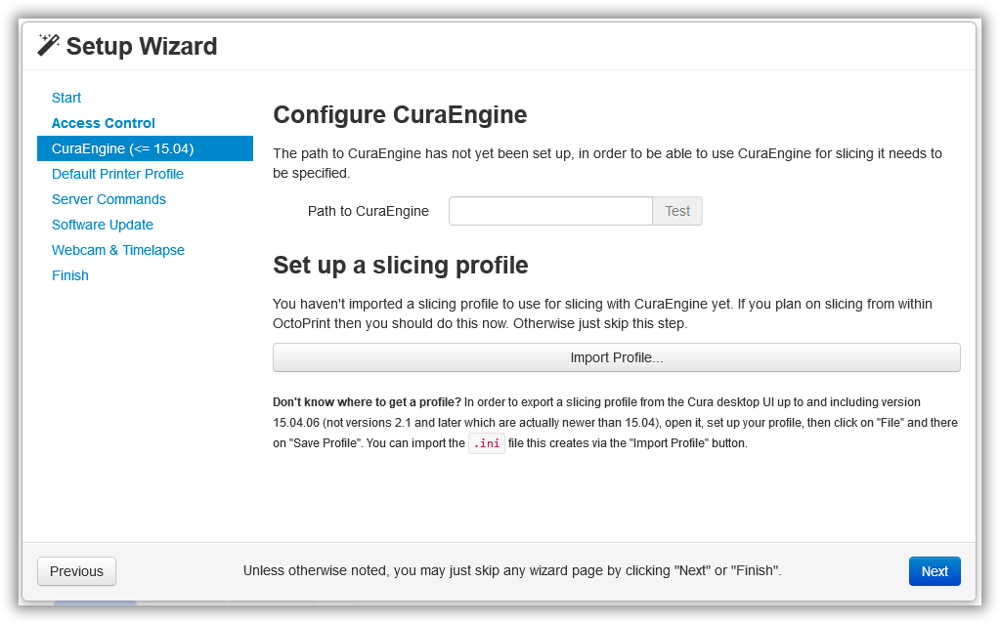 Setup Wizard
Start
Access Control
CuraEngine (<= 15.04)
Default Printer Profile
Server Commands
Software Update
Webcam & Timelapse
Finish
Configure CuraEngine
The path to CuraEngine has not yet been set up, in order to be able to use CuraEngine for slicing it needs to
be specified.
Path to CuraEngine
Test
Set up a slicing profile
You haven't imported a slicing profile to use for slicing with CuraEngine yet. If you plan on slicing from within
OctoPrint then you should do this now. Otherwise just skip this step.
Import Profile...
Don't know where to get a profile? In order to export a slicing profile from the Cura desktop UI up to and including version
15.04.06 (not versions 2.1 and later which are actually newer than 15.04), open it, set up your profile, then click on "File" and there
on "Save Profile". You can import the .ini file this creates via the "Import Profile" button.
Previous
Unless otherwise noted, you may just skip any wizard page by clicking "Next" or "Finish".
Next